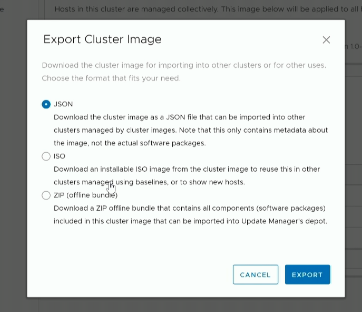 Hosts in this cluster are managed collectively. This image below will be applied to all
Export Cluster Image
Download the cluster image for importing into other clusters or for other uses.
Choose the format that fits your need.
JSON
Download the cluster image as a JSON file that can be imported into other
clusters managed by cluster images. Note that this only contains metadata about
the image, not the actual software packages.
ISO
Download an installable ISO image from the cluster image to reuse this in other
clusters managed using baselines, or to show new hosts.
ZIP (offline bundle)
Download a ZIP offline bundle that contains all components (software packages)
included in this cluster image that can be imported into Update Manager's depot.
CANCEL
EXPORT